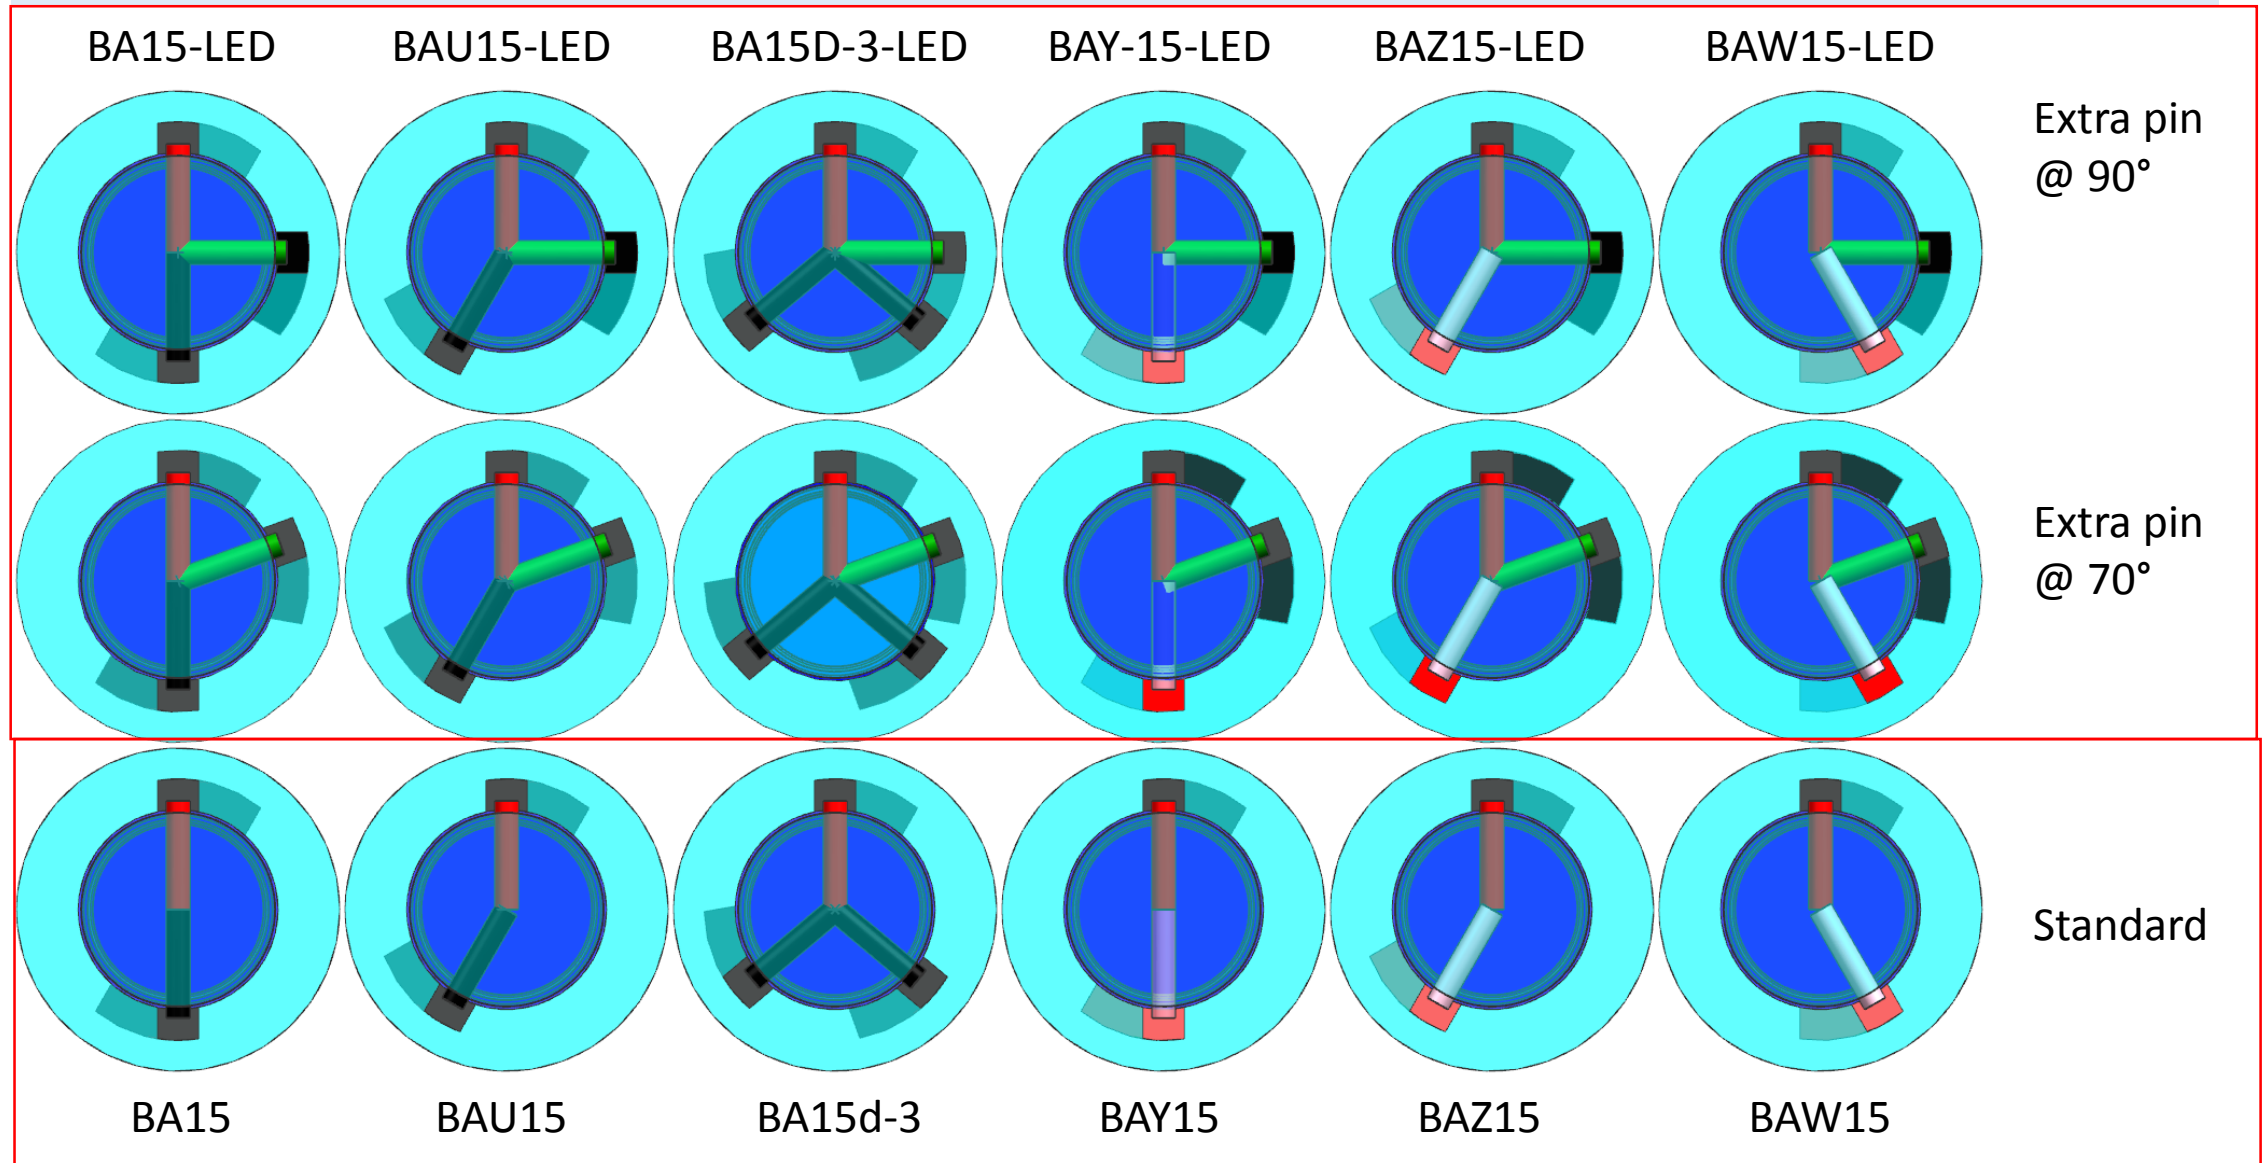 BA15-LED BAU15-LED BA15D-3-LED BAY-15-LED BAZ15-LED BAW15-LED
Extra pin
@ 90°
Extra pin
@ 70°
Standard
BA15 BAU15 BA15d-3 BAY15 BAZ15 BAW15